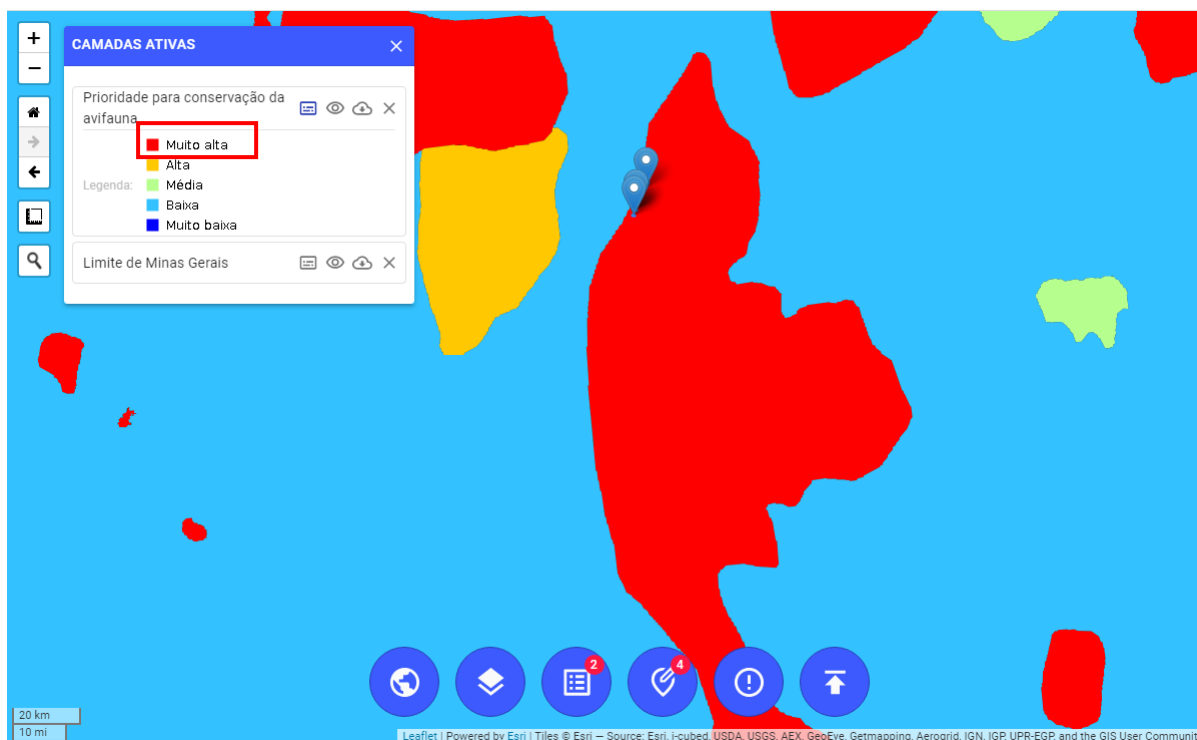 +
−
CAMADAS ATIVAS
Prioridade para conservação da
avifauna
Legenda:
Muito alta
Alta
Média
Baixa
Muito baixa
Limite de Minas Gerais
2
4
20 km
10 mi
Leaflet | Powered by Esri | Tiles © Esri — Source: Esri, i-cubed, USDA, USGS, AEX, GeoEye, Getmapping, Aerogrid, IGN, IGP, UPR-EGP, and the GIS User Communit